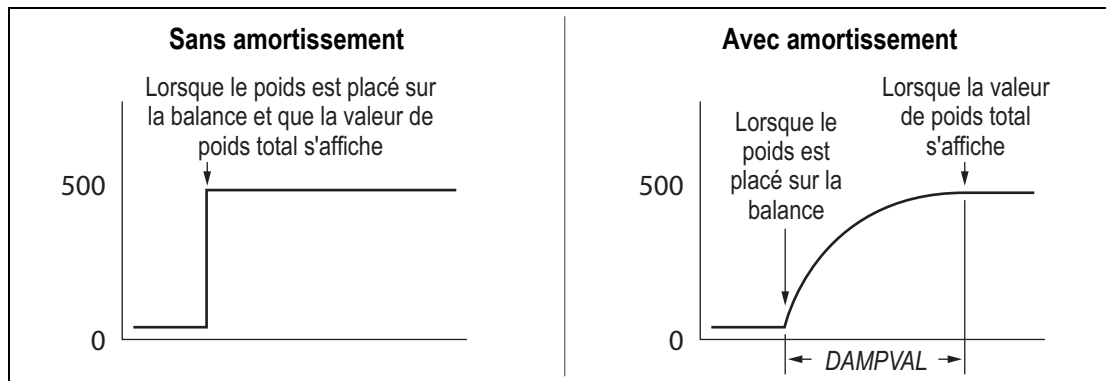 Sans amortissement
Lorsque le poids est placé sur
la balance et que la valeur de
poids total s'affiche
500
0
Avec amortissement
Lorsque le
poids est
placé sur la
balance
Lorsque la valeur
de poids total
s'affiche
500
0
DAMPVAL